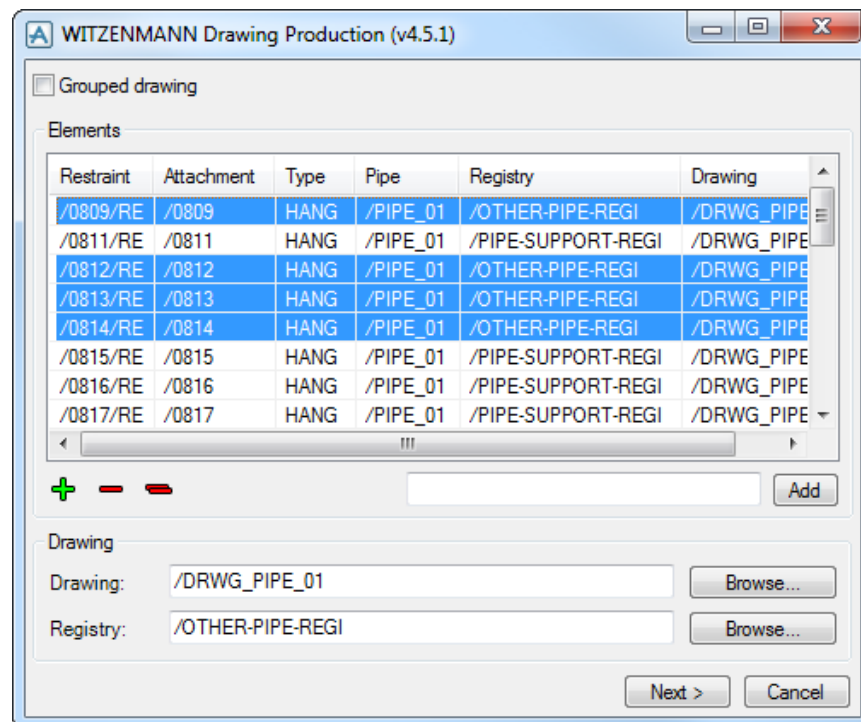 WITZENMANN Drawing Production (v4.5.1)
Grouped drawing
Elements
Restraint Attachment Type Pipe Registry Drawing
/0809/RE /0809 HANG /PIPE_01 /OTHER-PIPE-REGI /DRWG_PIPE
/0811/RE /0811 HANG /PIPE_01 /PIPE-SUPPORT-REGI /DRWG_PIPE
/0812/RE /0812 HANG /PIPE_01 /OTHER-PIPE-REGI /DRWG_PIPE
/0813/RE /0813 HANG /PIPE_01 /OTHER-PIPE-REGI /DRWG_PIPE
/0814/RE /0814 HANG /PIPE_01 /OTHER-PIPE-REGI /DRWG_PIPE
/0815/RE /0815 HANG /PIPE_01 /PIPE-SUPPORT-REGI /DRWG_PIPE
/0816/RE /0816 HANG /PIPE_01 /PIPE-SUPPORT-REGI /DRWG_PIPE
/0817/RE /0817 HANG /PIPE_01 /PIPE-SUPPORT-REGI /DRWG_PIPE
Add
Drawing
Drawing: /DRWG_PIPE_01 Browse...
Registry: /OTHER-PIPE-REGI Browse...
Next > Cancel